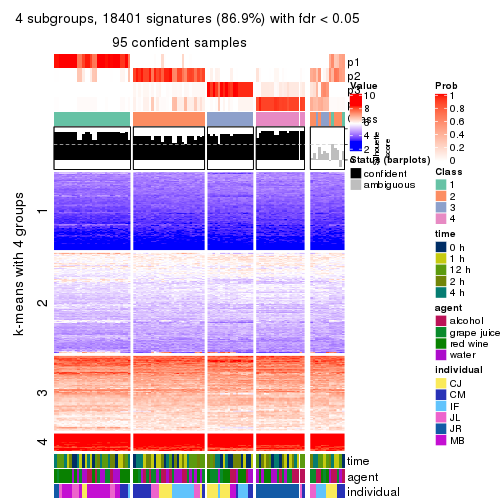 4 subgroups, 18401 signatures (86.9%) with fdr < 0.05
95 confident samples
p1
p2
p3
Value
10
8
6
4
2
Silhouette
score
Status (barplots)
confident
ambiguous
Prob
1
0.8
0.6
0.4
0.2
0
Class
1
2
3
4
time
0 h
1 h
12 h
2 h
4 h
agent
alcohol
grape juice
red wine
water
individual
CJ
CM
IF
JL
JR
MB
k-means with 4 groups
1
2
3
4
time
agent
individual